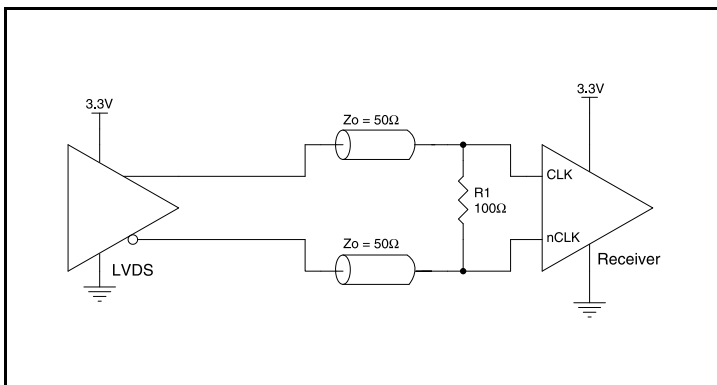 3.3V
3.3V
Zo = 50Ω
CLK
R1
100Ω
nCLK
Zo = 50Ω
LVDS
Receiver